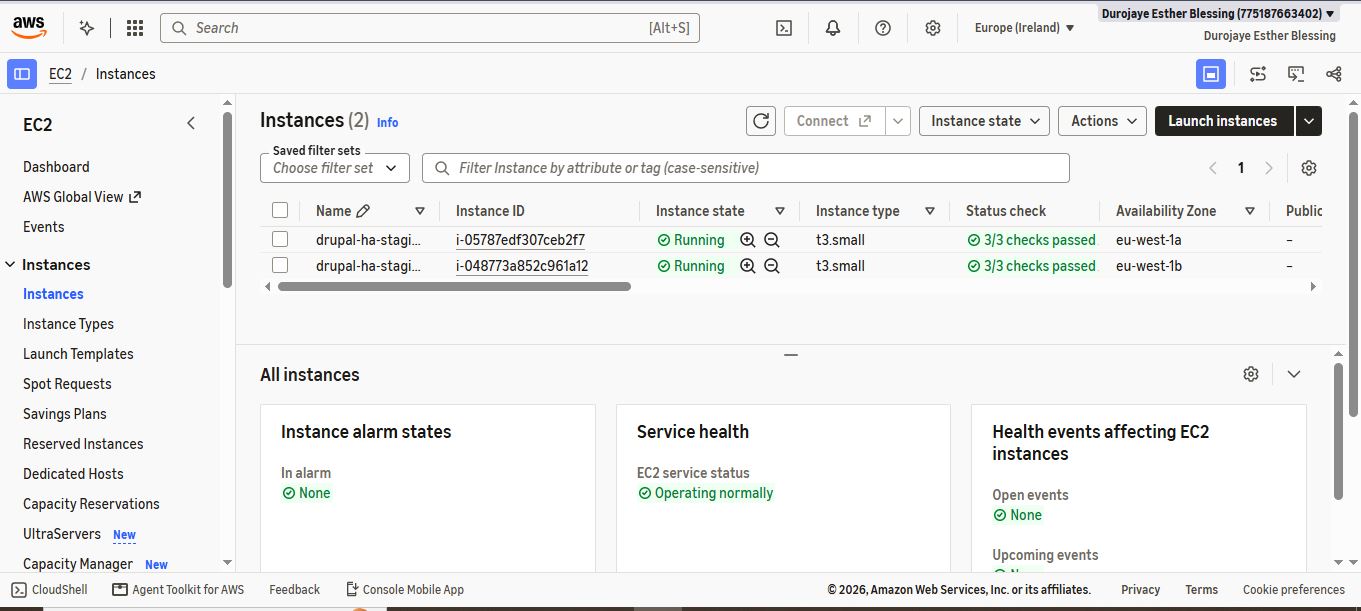 aws
Search [Alt+S]
Europe (Ireland)
Durojaye Esther Blessing (775187663402)
Durojaye Esther Blessing
EC2 / Instances
EC2
Dashboard
AWS Global View
Events
Instances
Instances
Instance Types
Launch Templates
Spot Requests
Savings Plans
Reserved Instances
Dedicated Hosts
Capacity Reservations
UltraServers New
Capacity Manager New
Instances (2) Info
Connect
Instance state
Actions
Launch instances
Saved filter sets
Choose filter set
Filter Instance by attribute or tag (case-sensitive)
1
Name Instance ID Instance state Instance type Status check Availability Zone Public
drupal-ha-stagi... i-05787edf307ceb2f7 Running t3.small 3/3 checks passed eu-west-1a –
drupal-ha-stagi... i-048773a852c961a12 Running t3.small 3/3 checks passed eu-west-1b –
All instances
Instance alarm states
In alarm
None
Service health
EC2 service status
Operating normally
Health events affecting EC2
instances
Open events
None
Upcoming events
CloudShell Agent Toolkit for AWS Feedback Console Mobile App © 2026, Amazon Web Services, Inc. or its affiliates. Privacy Terms Cookie preferences